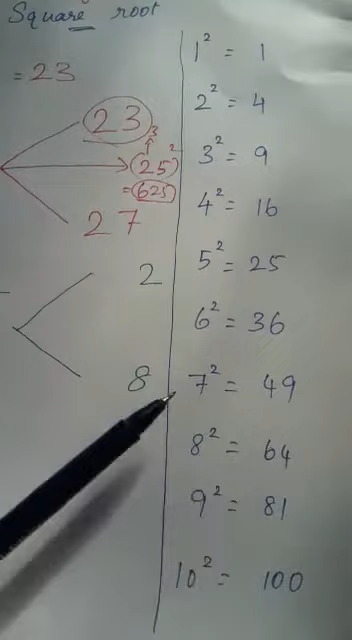 Square root
= 23
23
3
(25)²
= 625
27
2
8
1² = 1
2² = 4
3² = 9
4² = 16
5² = 25
6² = 36
7² = 49
8² = 64
9² = 81
10² = 100